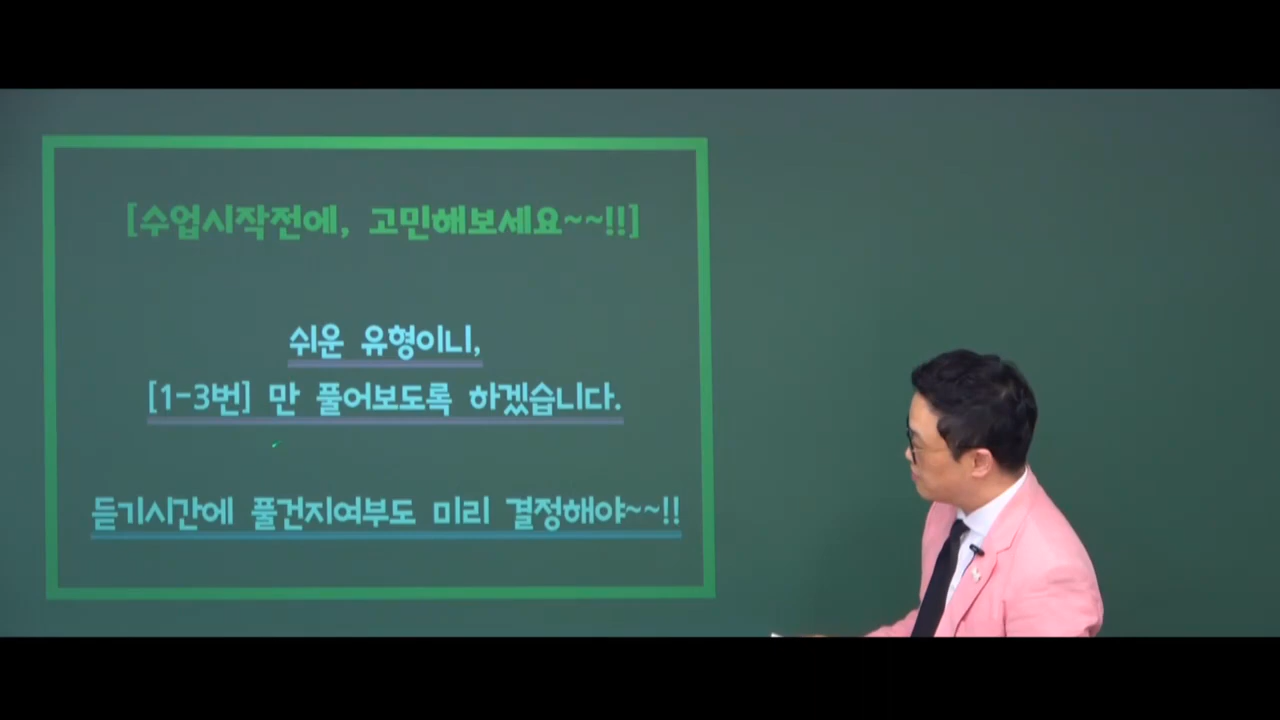 [수업시작전에, 고민해보세요~~!!]
쉬운 유형이니,
[1-3번] 만 풀어보도록 하겠습니다.
듣기시간에 풀건지여부도 미리 결정해야~~!!